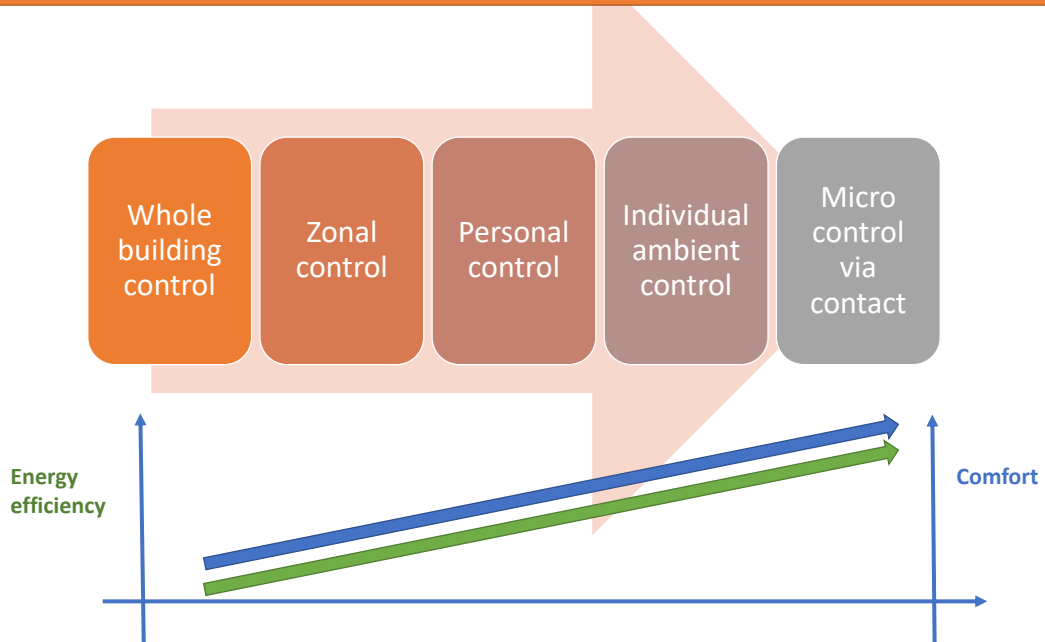 Whole
building
control
Zonal
control
Personal
control
Individual
ambient
control
Micro
control
via
contact
Energy
efficiency
Comfort